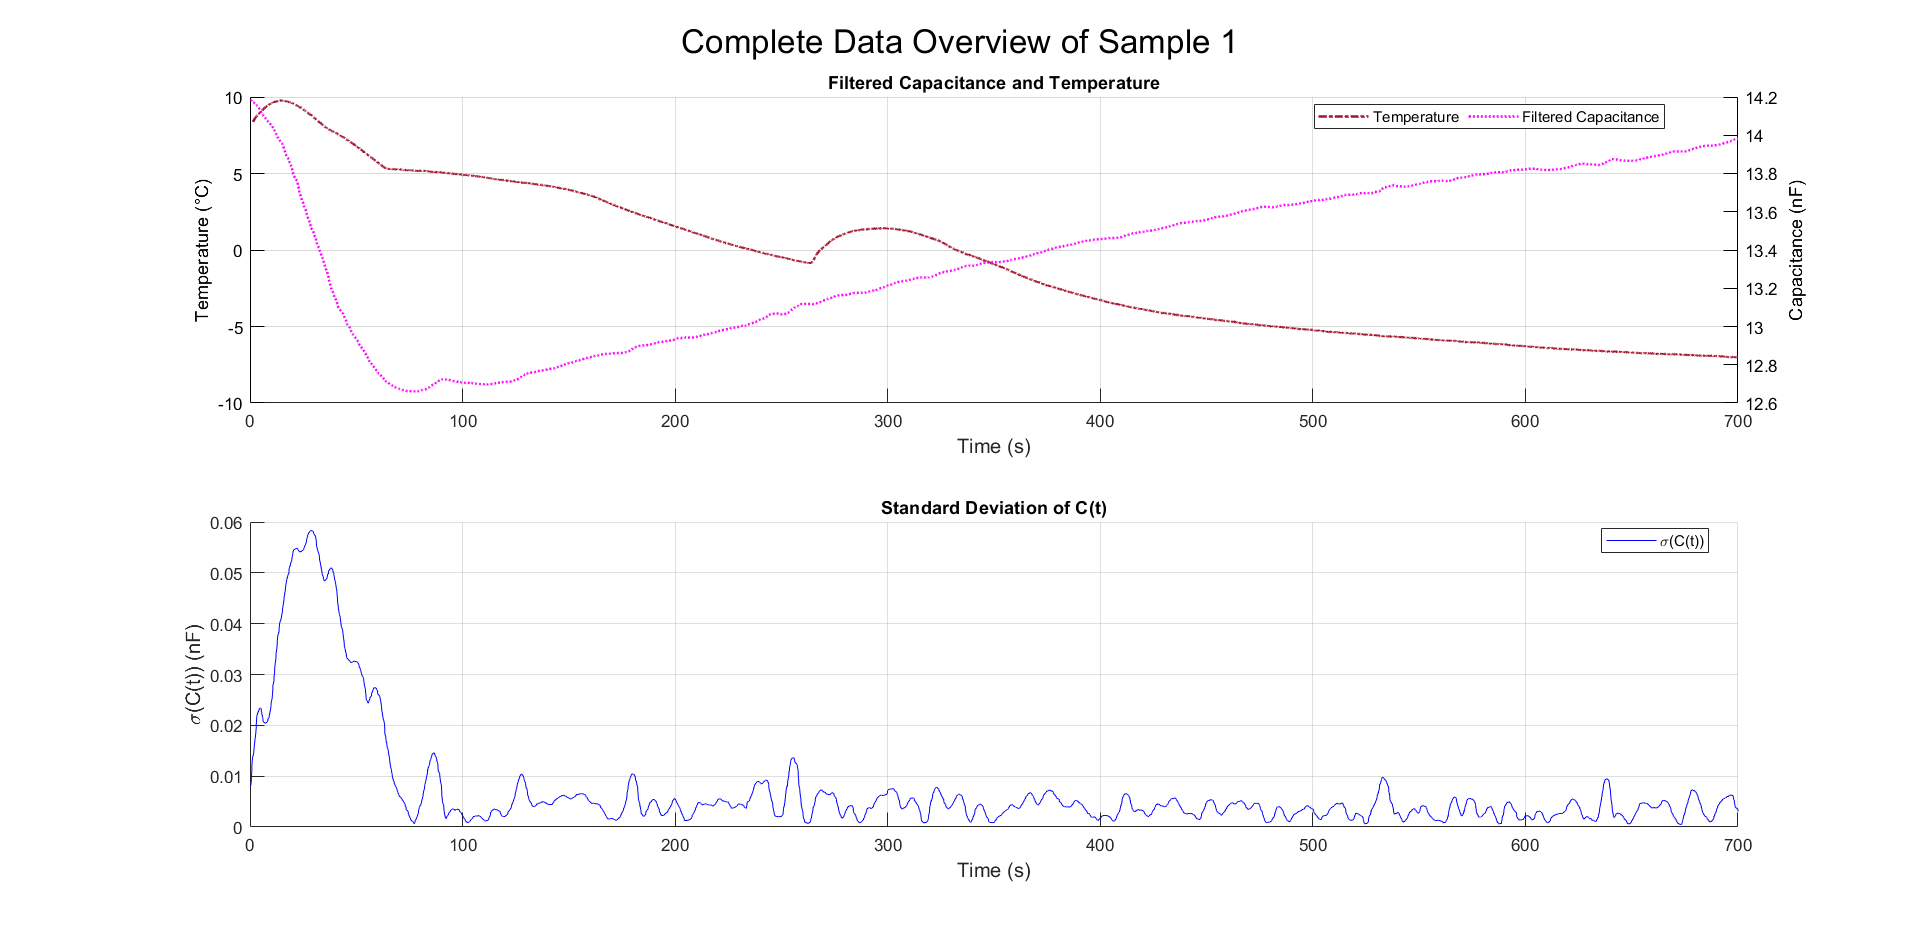 Complete Data Overview of Sample 1
Filtered Capacitance and Temperature
Temperature Filtered Capacitance
10
5
0
-5
-10
Temperature (°C)
14.2
14
13.8
13.6
13.4
13.2
13
12.8
12.6
Capacitance (nF)
0 100 200 300 400 500 600 700
Time (s)
Standard Deviation of C(t)
σ(C(t))
0.06
0.05
0.04
0.03
0.02
0.01
0
σ(C(t)) (nF)
0 100 200 300 400 500 600 700
Time (s)